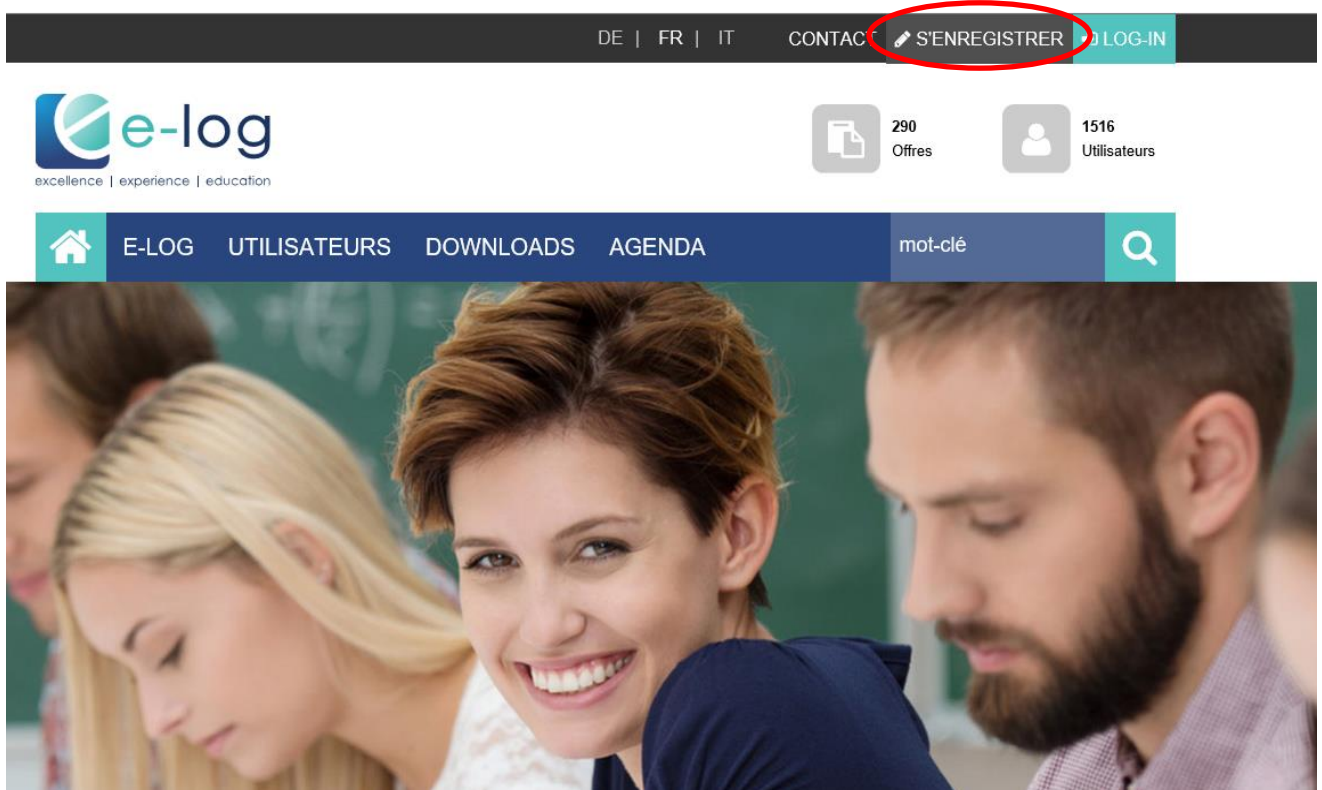 DE | FR | IT CONTACT S'ENREGISTRER LOG-IN
e-log
excellence | experience | education
290
Offres
1516
Utilisateurs
E-LOG UTILISATEURS DOWNLOADS AGENDA mot-clé